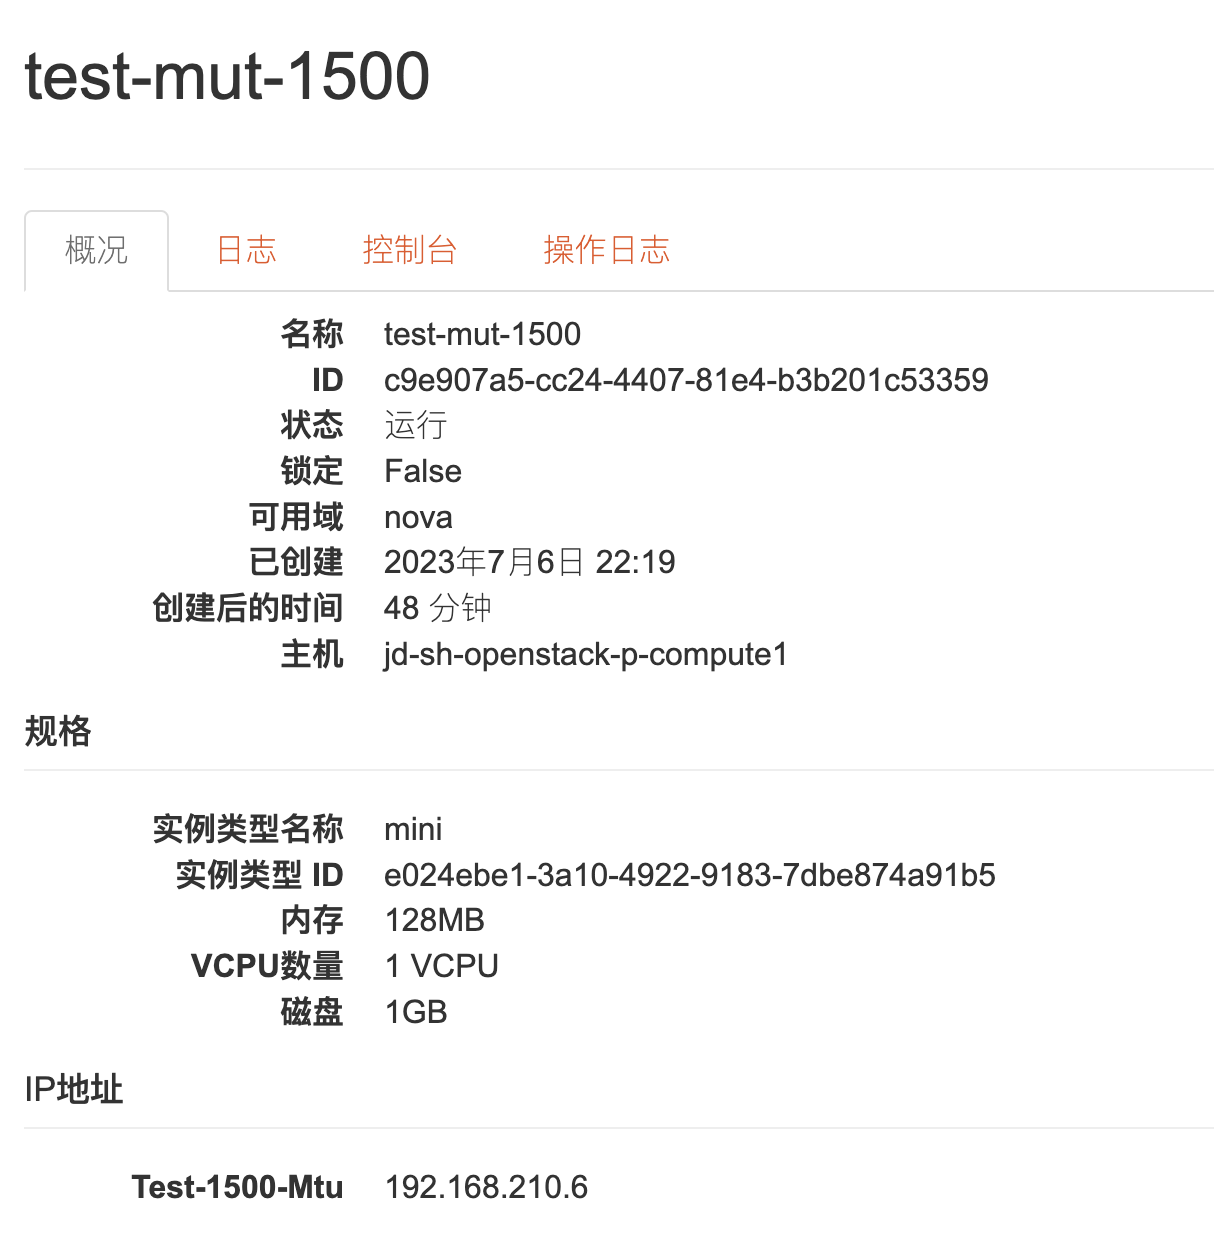 test-mut-1500
概况 日志 控制台 操作日志
名称 test-mut-1500
ID c9e907a5-cc24-4407-81e4-b3b201c53359
状态 运行
锁定 False
可用域 nova
已创建 2023年7月6日 22:19
创建后的时间 48 分钟
主机 jd-sh-openstack-p-compute1
规格
实例类型名称 mini
实例类型 ID e024ebe1-3a10-4922-9183-7dbe874a91b5
内存 128MB
VCPU数量 1 VCPU
磁盘 1GB
IP地址
Test-1500-Mtu 192.168.210.6